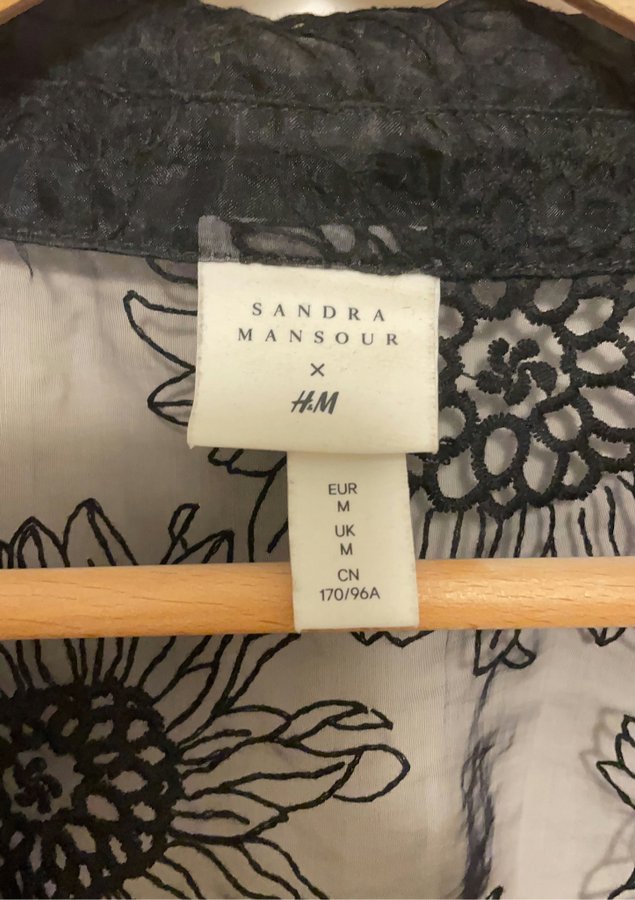 SANDRA
MANSOUR
×
H&M
EUR
M
UK
M
CN
170/96A